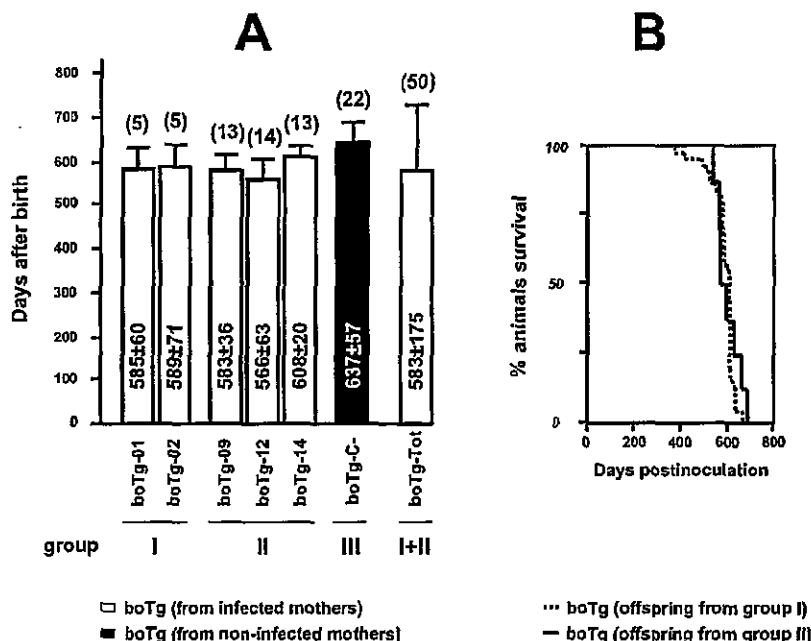 A
B
800
700
600
500
400
300
200
100
0
Days after birth
(5)
(5)
(13)
(14)
(13)
(22)
(50)
585±60
589±71
583±36
566±63
608±20
637±57
583±175
boTg-01
boTg-02
boTg-09
boTg-12
boTg-14
boTg-C-
boTg-Tot
group
I
II
III
I+II
100
50
0
% animals survival
0
200
400
600
800
Days postinoculation
boTg (from infected mothers)
boTg (from non-infected mothers)
boTg (offspring from group I)
boTg (offspring from group II)